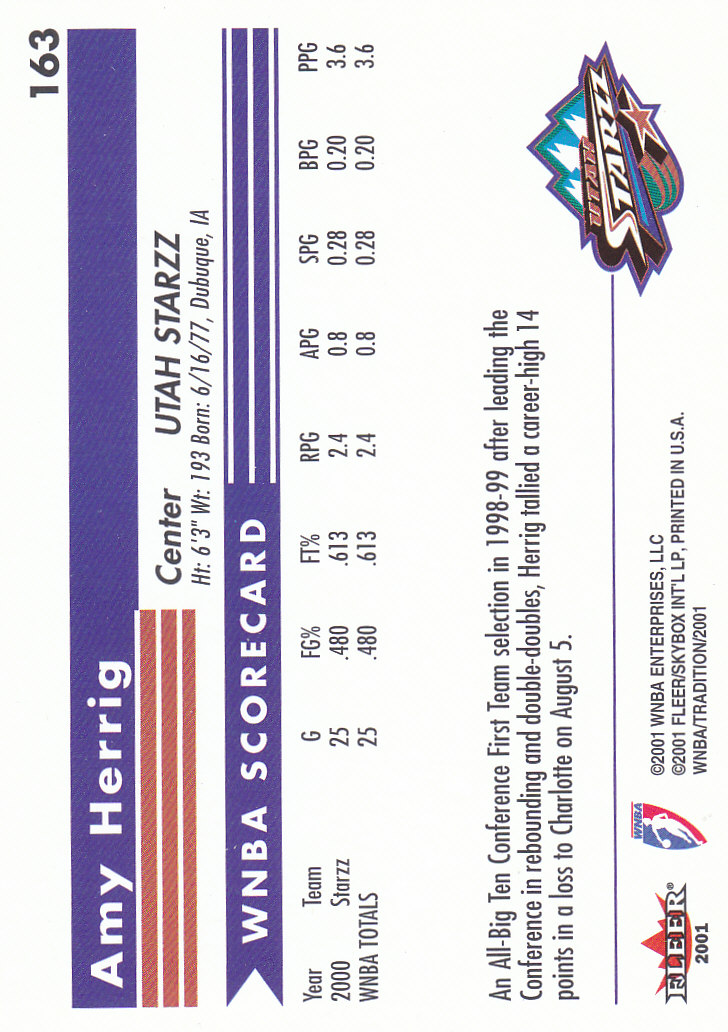 163
Amy Herrig
Center UTAH STARZZ
Ht: 6'3" Wt: 193 Born: 6/16/77, Dubuque, IA
WNBA SCORECARD
Year Team G FG% FT% RPG APG SPG BPG PPG
2000 Starzz 25 .480 .613 2.4 0.8 0.28 0.20 3.6
WNBA TOTALS 25 .480 .613 2.4 0.8 0.28 0.20 3.6
An All-Big Ten Conference First Team selection in 1998-99 after leading the
Conference in rebounding and double-doubles, Herrig tallied a career-high 14
points in a loss to Charlotte on August 5.
UTAH
STARZZ
FLEER®
2001
WNBA
©2001 WNBA ENTERPRISES, LLC
©2001 FLEER/SKYBOX INT'L LP, PRINTED IN U.S.A.
WNBA/TRADITION/2001